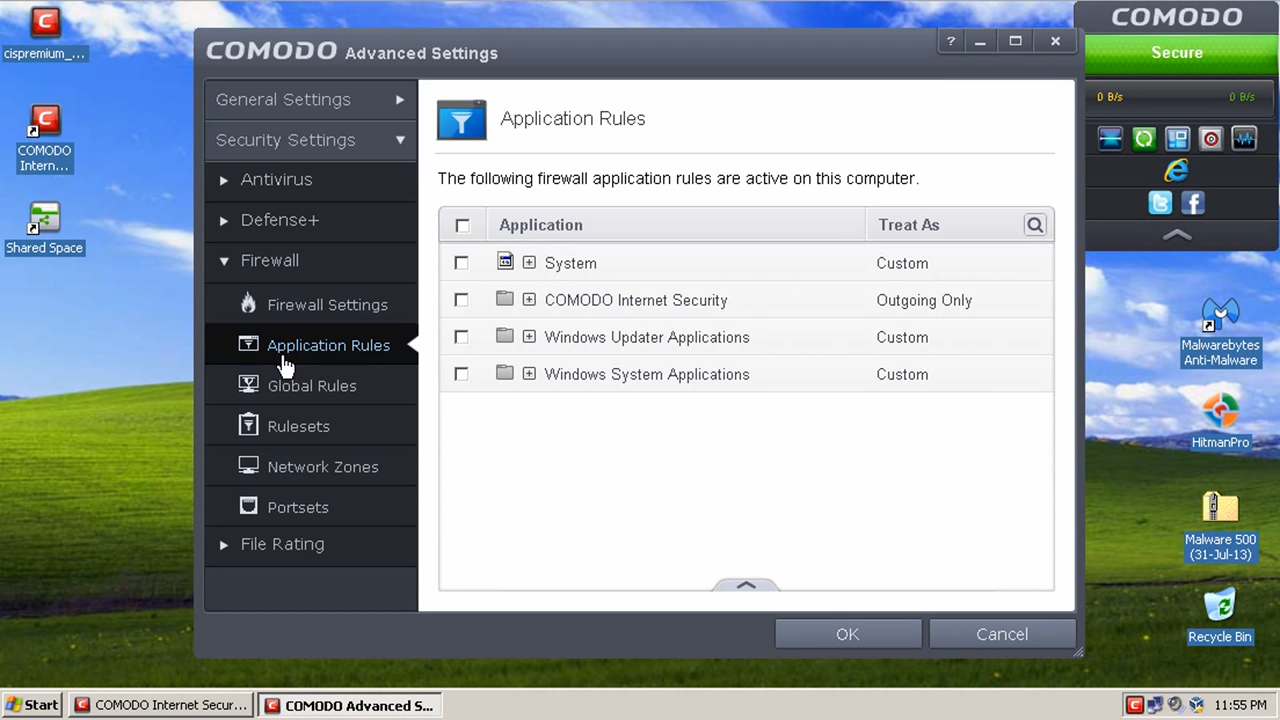 cispremium_...
COMODO
Intern...
Shared Space
COMODO Advanced Settings
?
General Settings
Security Settings
Antivirus
Defense+
Firewall
Firewall Settings
Application Rules
Global Rules
Rulesets
Network Zones
Portsets
File Rating
Application Rules
The following firewall application rules are active on this computer.
Application Treat As
System Custom
COMODO Internet Security Outgoing Only
Windows Updater Applications Custom
Windows System Applications Custom
OK Cancel
COMODO
Secure
0 B/s 0 B/s
Malwarebytes
Anti-Malware
HitmanPro
Malware 500
(31-Jul-13)
Recycle Bin
Start
COMODO Internet Secur...
COMODO Advanced S...
11:55 PM